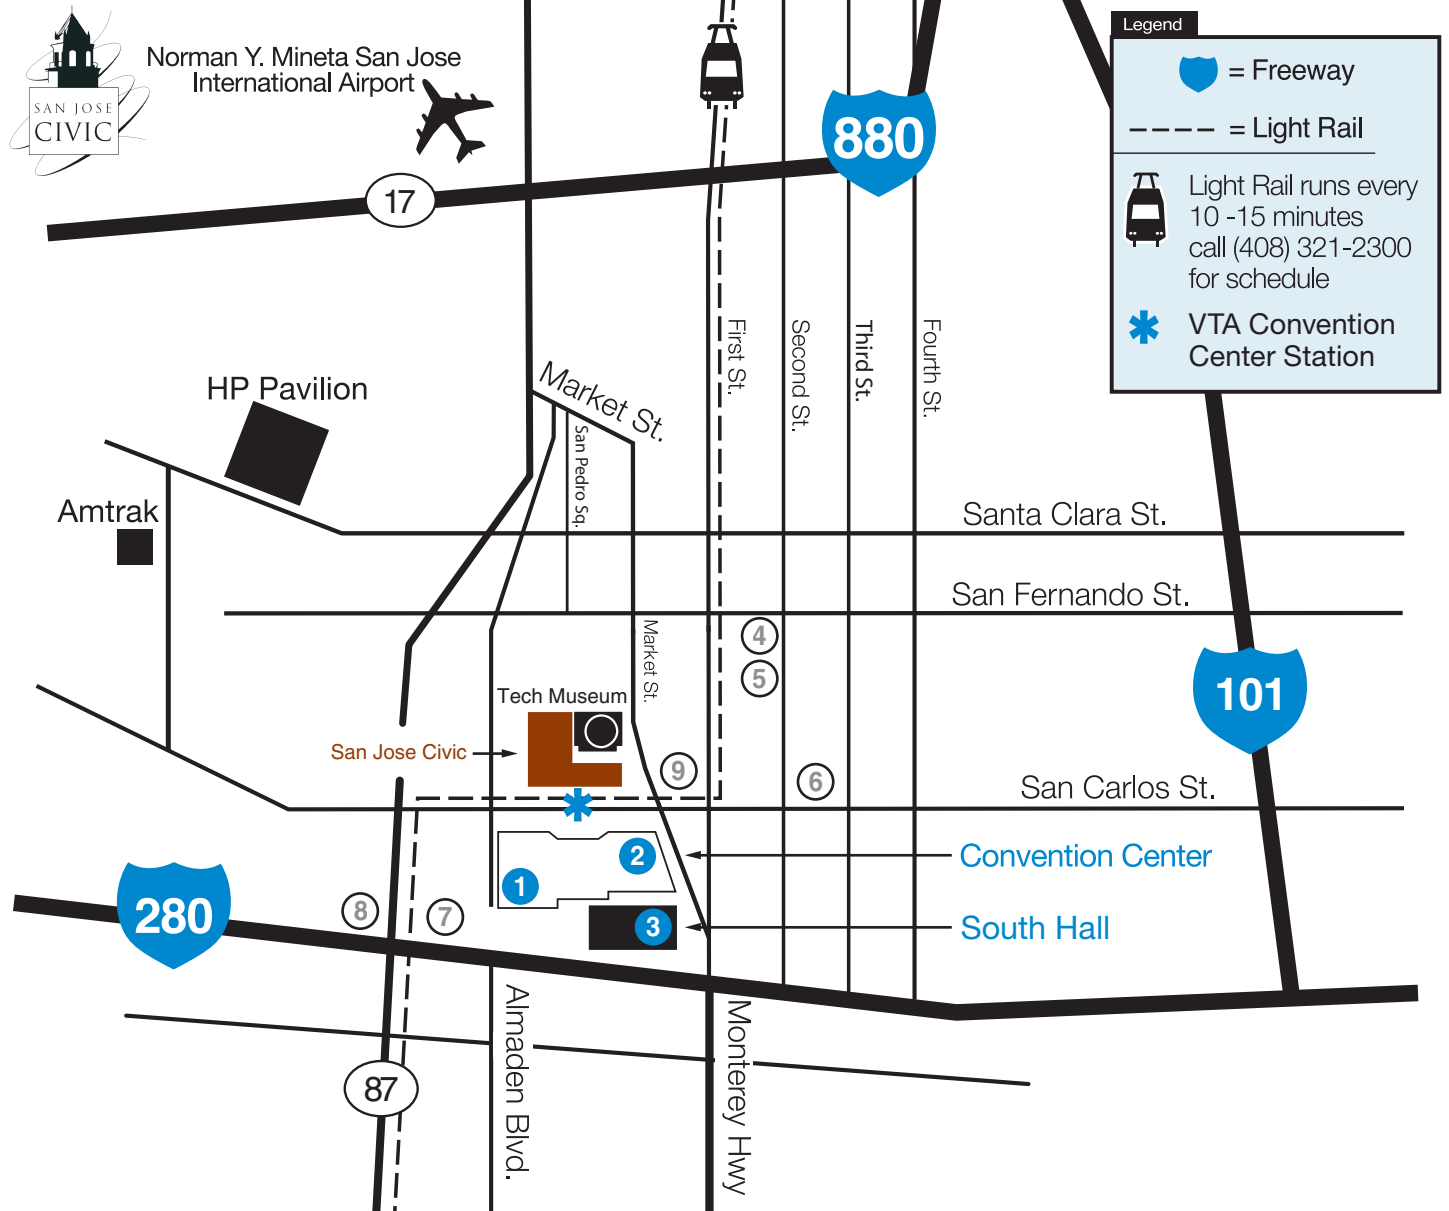 SAN JOSE
CIVIC
Norman Y. Mineta San Jose
International Airport
Legend
= Freeway
= Light Rail
Light Rail runs every
10 -15 minutes
call (408) 321-2300
for schedule
VTA Convention
Center Station
880
17
First St.
Second St.
Third St.
Fourth St.
Market St.
HP Pavilion
San Pedro Sq.
Amtrak
Santa Clara St.
San Fernando St.
Market St.
4
5
Tech Museum
101
San Jose Civic
9
6
San Carlos St.
2
Convention Center
1
280
8
7
3
South Hall
Almaden Blvd.
Monterey Hwy
87